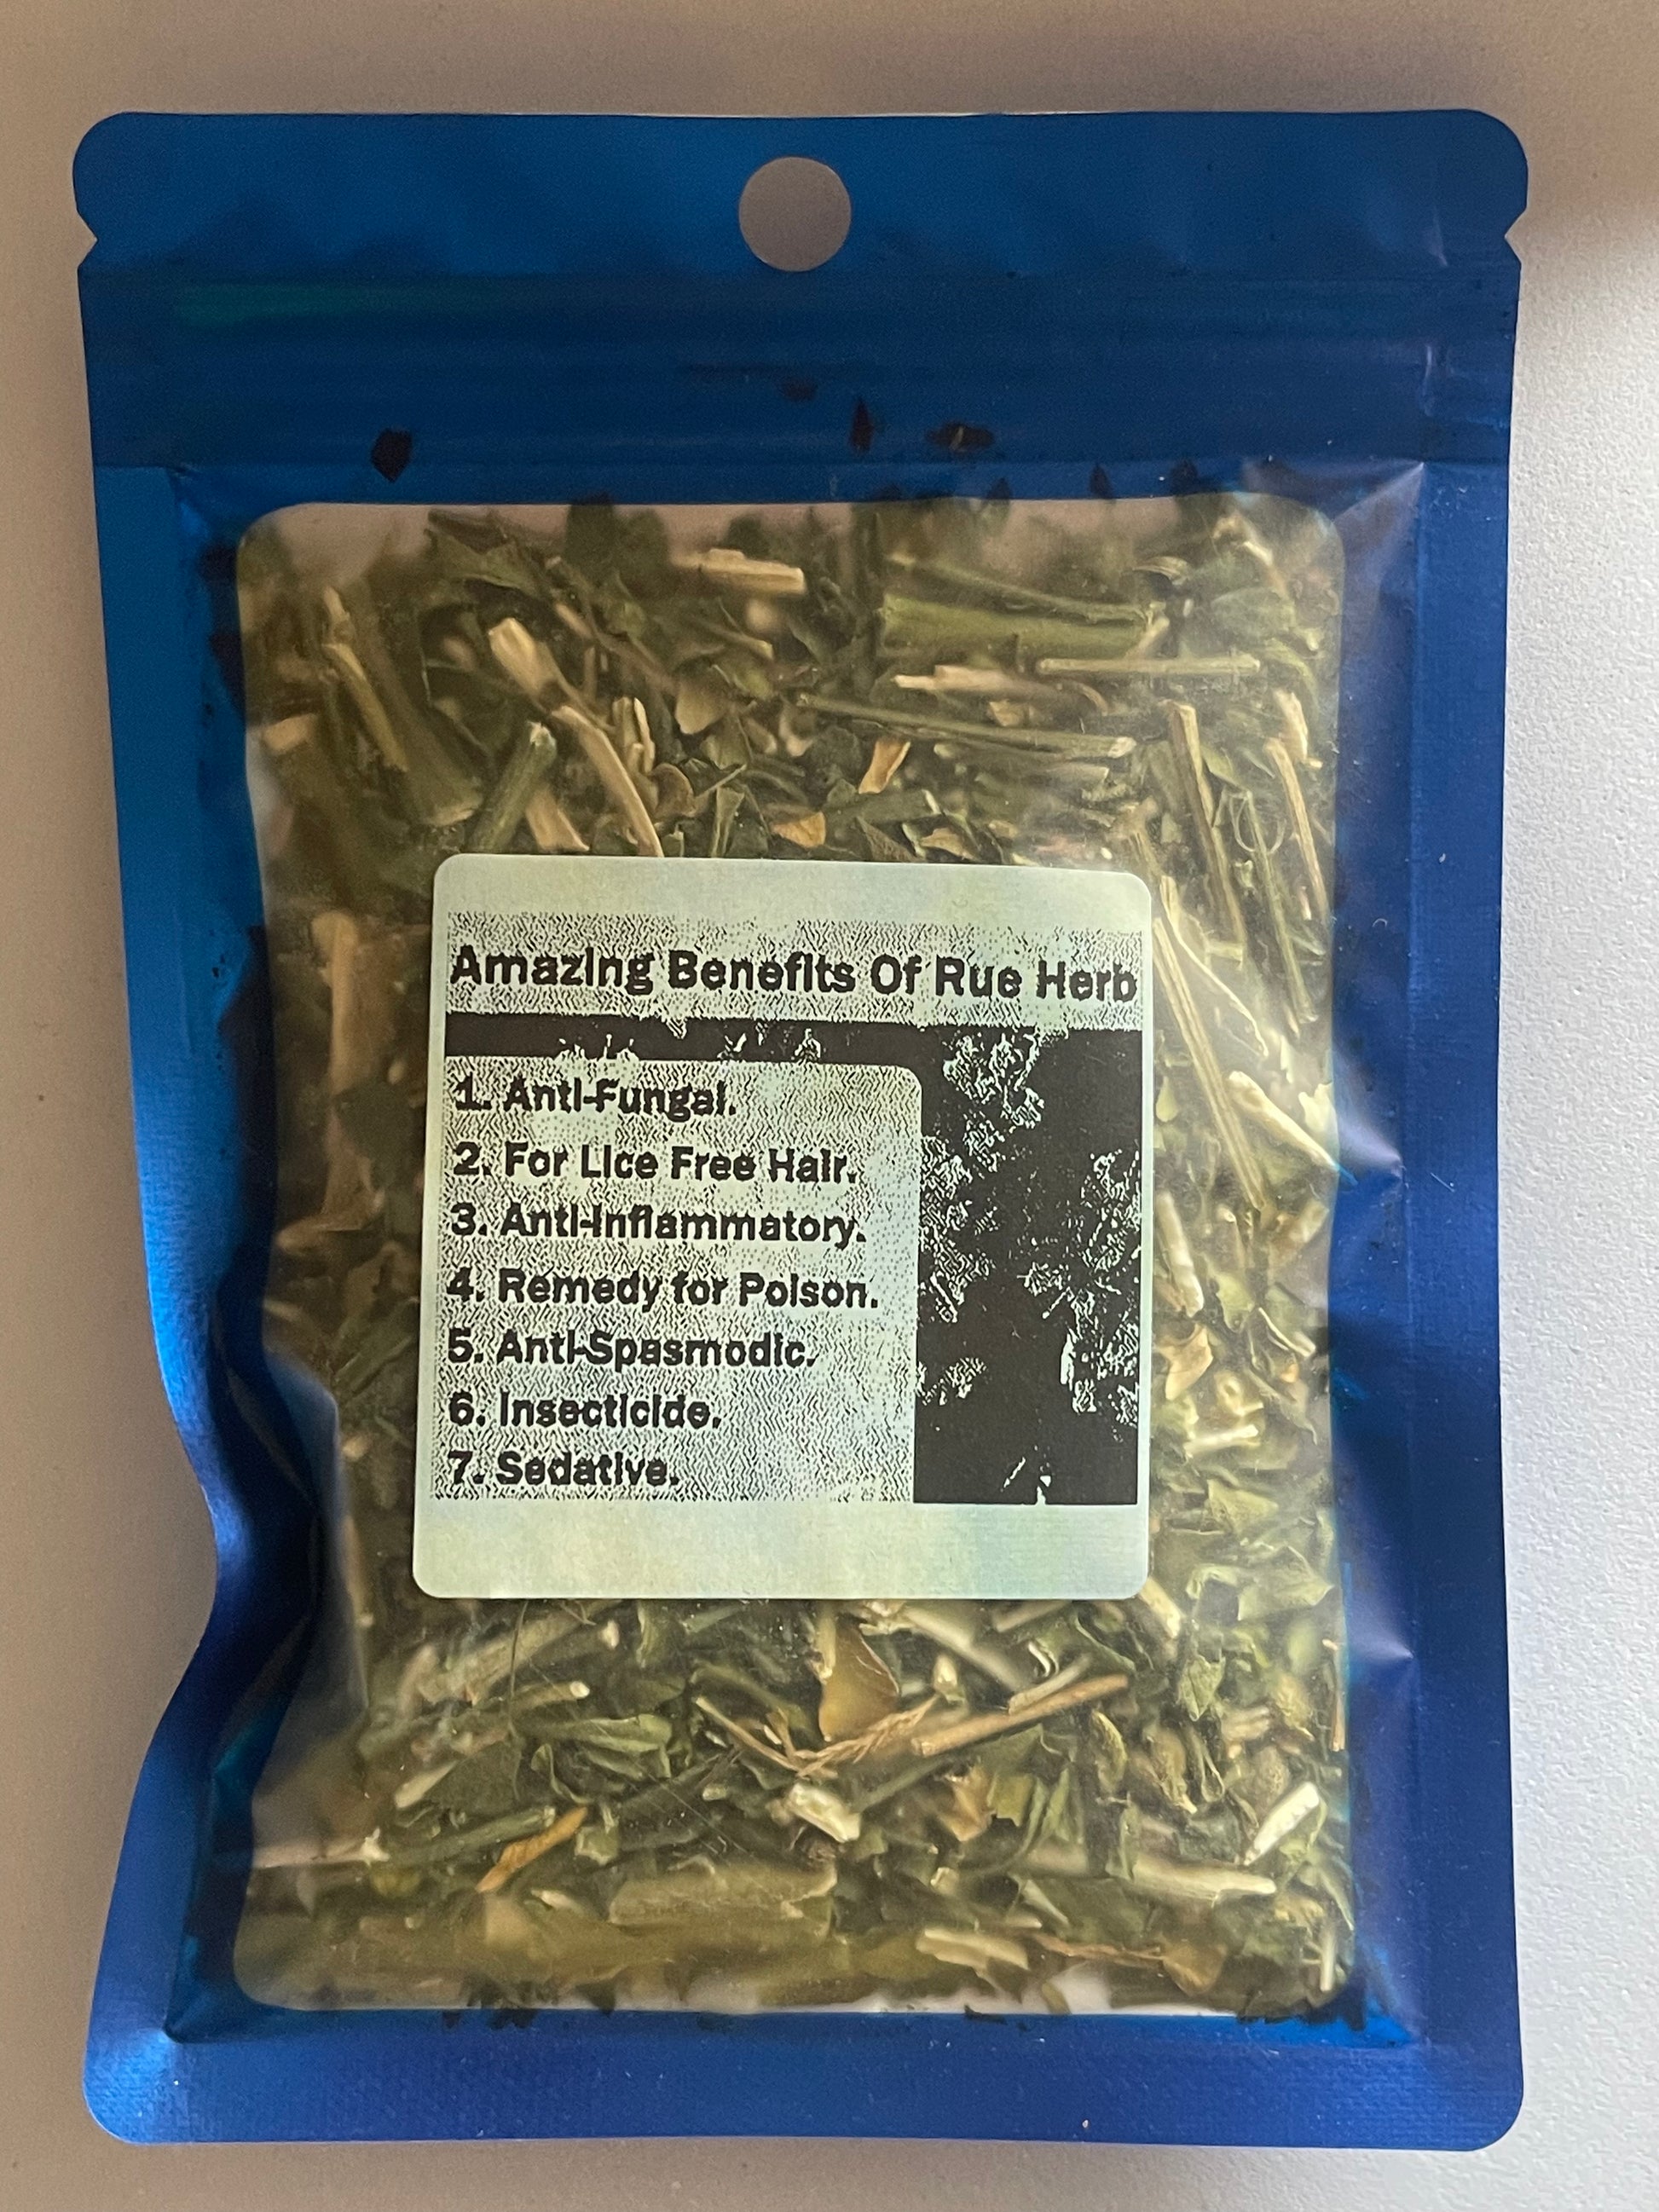 Amazing Benefits Of Rue Herb
1. Anti-Fungal.
2. For Lice Free Hair.
3. Anti-Inflammatory.
4. Remedy for Poison.
5. Anti-Spasmodic.
6. Insecticide.
7. Sedative.